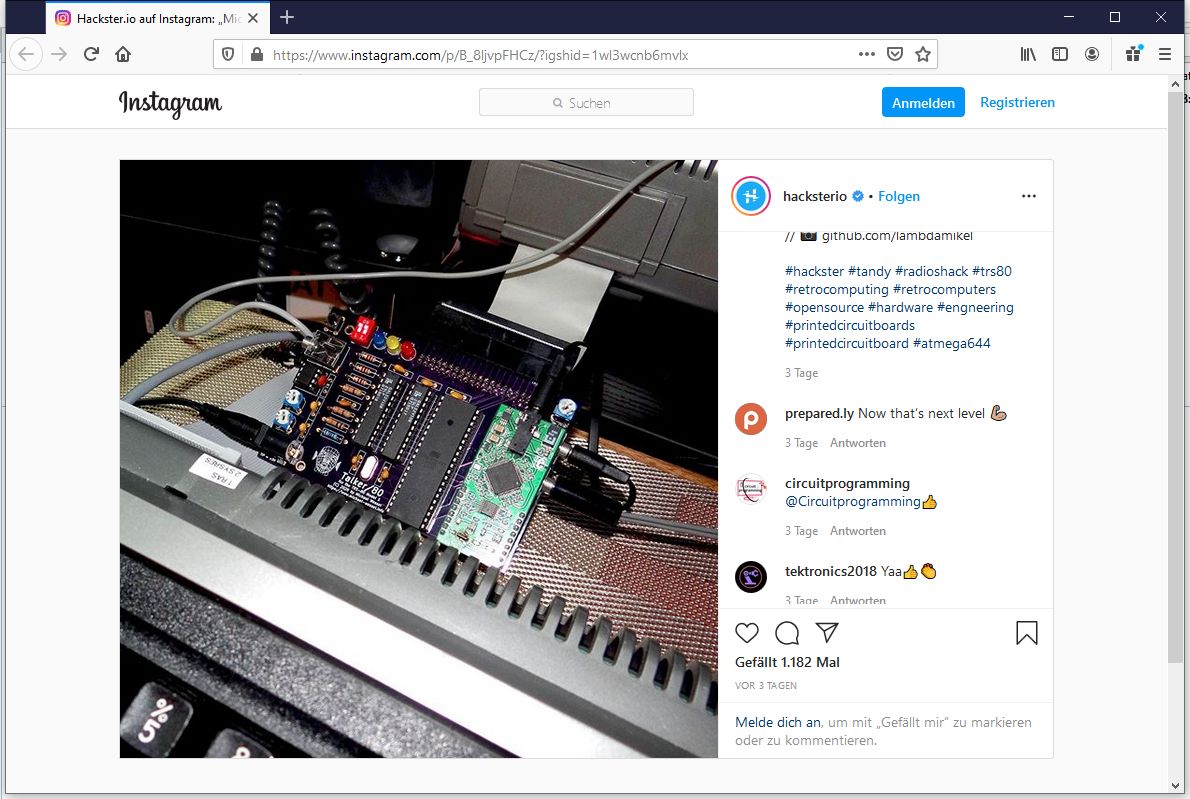 Hackster.io auf Instagram: „Mic
https://www.instagram.com/p/B_8ljvpFHCz/?igshid=1wl3wcnb6mvlx
Instagram
Suchen
Anmelden
Registrieren
hacksterio • Folgen
// 📷 github.com/lambdamikel
#hackster #tandy #radioshack #trs80
#retrocomputing #retrocomputers
#opensource #hardware #engneering
#printedcircuitboards
#printedcircuitboard #atmega644
3 Tage
prepared.ly Now that's next level 💪🏽
3 Tage Antworten
circuitprogramming
@Circuitprogramming👍
3 Tage Antworten
tektronics2018 Yaa👍👏
3 Tage Antworten
Gefällt 1.182 Mal
VOR 3 TAGEN
Melde dich an, um mit „Gefällt mir“ zu markieren
oder zu kommentieren.
Talker/80
1 RAS
2 SYSRES
%
5
&